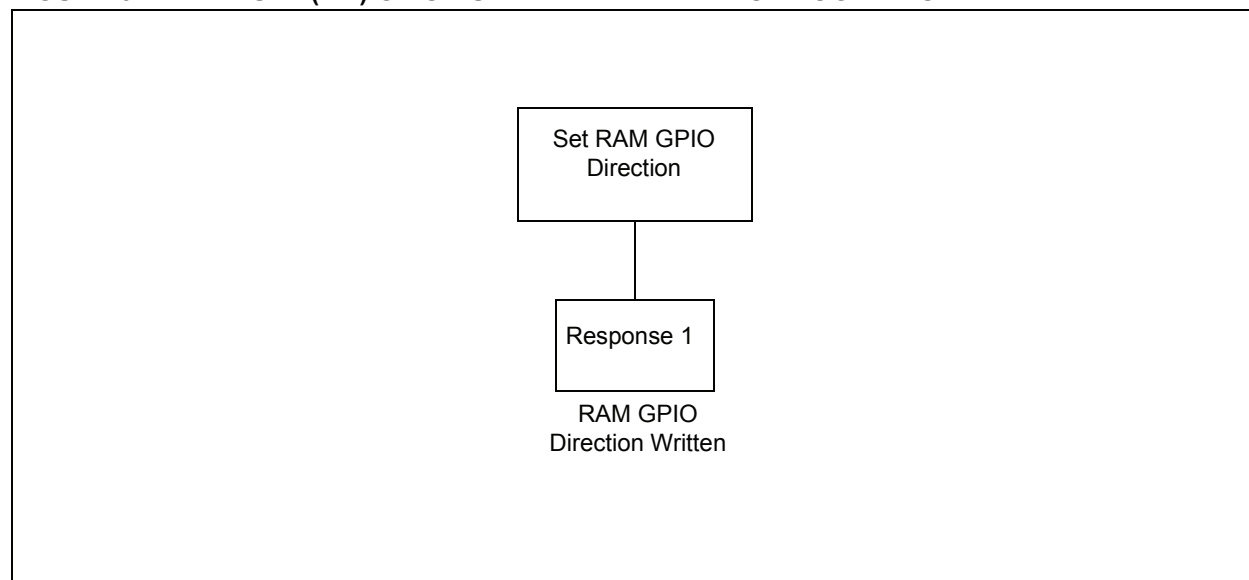 Set RAM GPIO
Direction
Response 1
RAM GPIO
Direction Written